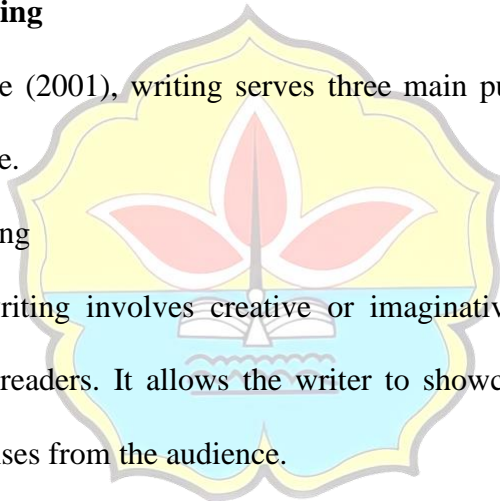 ing
e (2001), writing serves three main pu
e.
ng
riting involves creative or imaginativ
readers. It allows the writer to showc
ses from the audience.